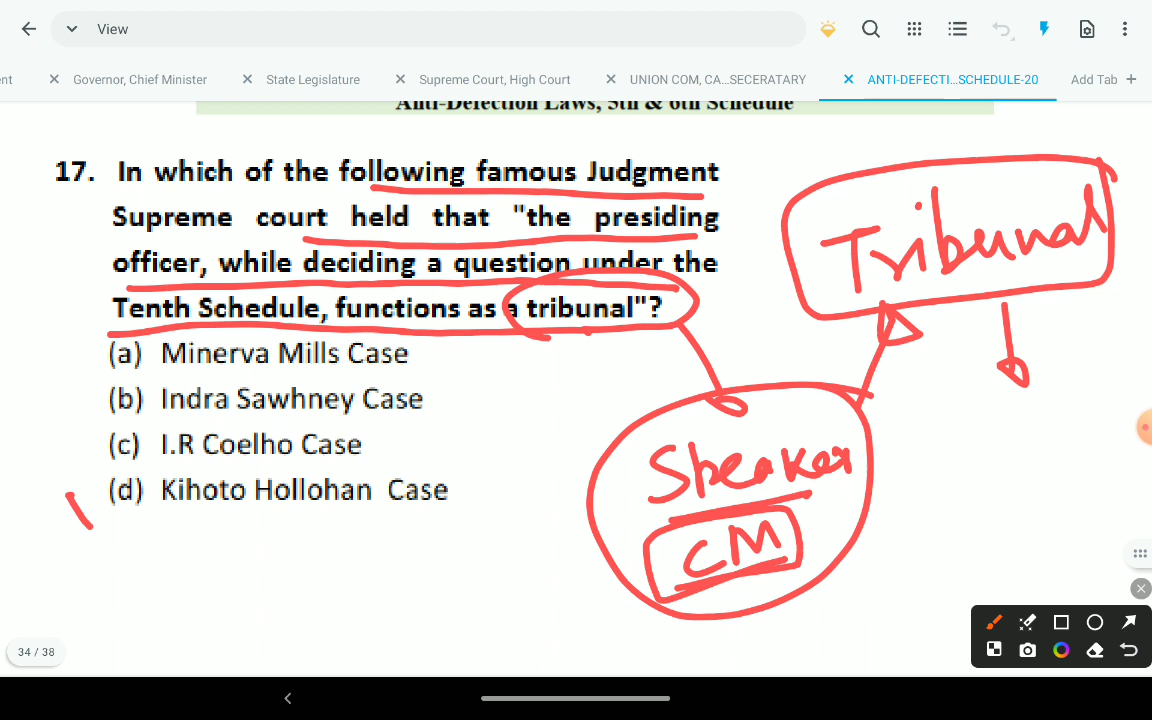 View
nt
Governor, Chief Minister
State Legislature
Supreme Court, High Court
UNION COM, CA...SECERATARY
ANTI-DEFECTI...SCHEDULE-20
Add Tab
Anti-Defection Laws, 5th & 6th Schedule
17. In which of the following famous Judgment
Supreme court held that "the presiding
officer, while deciding a question under the
Tenth Schedule, functions as a tribunal"?
(a) Minerva Mills Case
(b) Indra Sawhney Case
(c) I.R Coelho Case
(d) Kihoto Hollohan Case
Tribunal
Speaker
CM
34 / 38